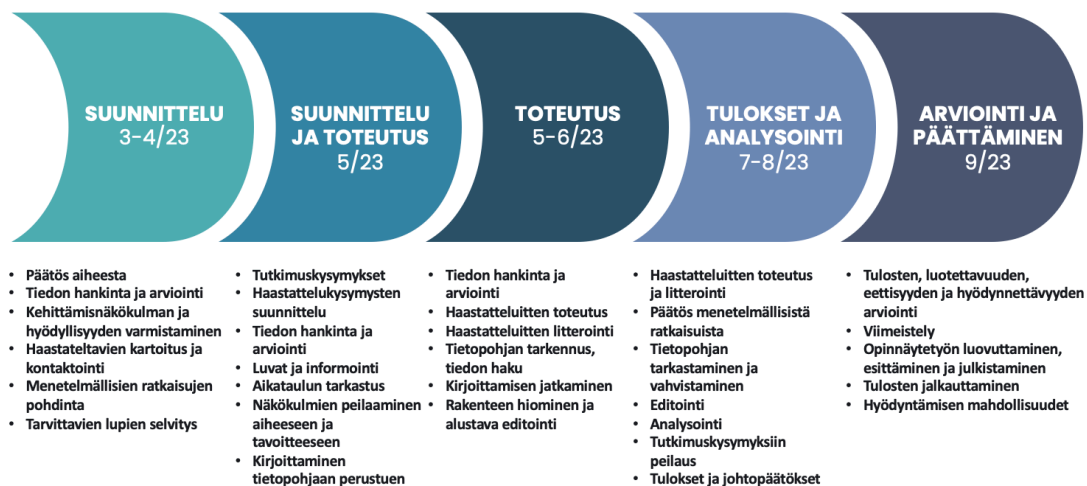 SUUNNITTELU
3-4/23
SUUNNITTELU
JA TOTEUTUS
5/23
TOTEUTUS
5-6/23
TULOKSET JA
ANALYSOINTI
7-8/23
ARVIOINTI JA
PÄÄTTÄMINEN
9/23
• Päätös aiheesta
• Tiedon hankinta ja arviointi
• Kehittämisnäkökulman ja
hyödyllisyyden varmistaminen
• Haastateltavien kartoitus ja
kontaktointi
• Menetelmällisien ratkaisujen
pohdinta
• Tarvittavien lupien selvitys
• Tutkimuskysymykset
• Haastattelukysymysten
suunnittelu
• Tiedon hankinta ja
arviointi
• Luvat ja informointi
• Aikataulun tarkastus
• Näkökulmien peilaaminen
aiheeseen ja
tavoitteeseen
• Kirjoittaminen
tietopohjaan perustuen
• Tiedon hankinta ja
arviointi
• Haastatteluitten toteutus
• Haastatteluitten litterointi
• Tietopohjan tarkennus,
tiedon haku
• Kirjoittamisen jatkaminen
• Rakenteen hiominen ja
alustava editointi
• Haastatteluitten toteutus
ja litterointi
• Päätös menetelmällisistä
ratkaisuista
• Tietopohjan
tarkastaminen ja
vahvistaminen
• Editointi
• Analysointi
• Tutkimuskysymyksiin
peilaus
• Tulokset ja johtopäätökset
• Tulosten, luotettavuuden,
eettisyyden ja hyödynnettävyyden
arviointi
• Viimeistely
• Opinnäytetyön luovuttaminen,
esittäminen ja julkistaminen
• Tulosten jalkauttaminen
• Hyödyntämisen mahdollisuudet